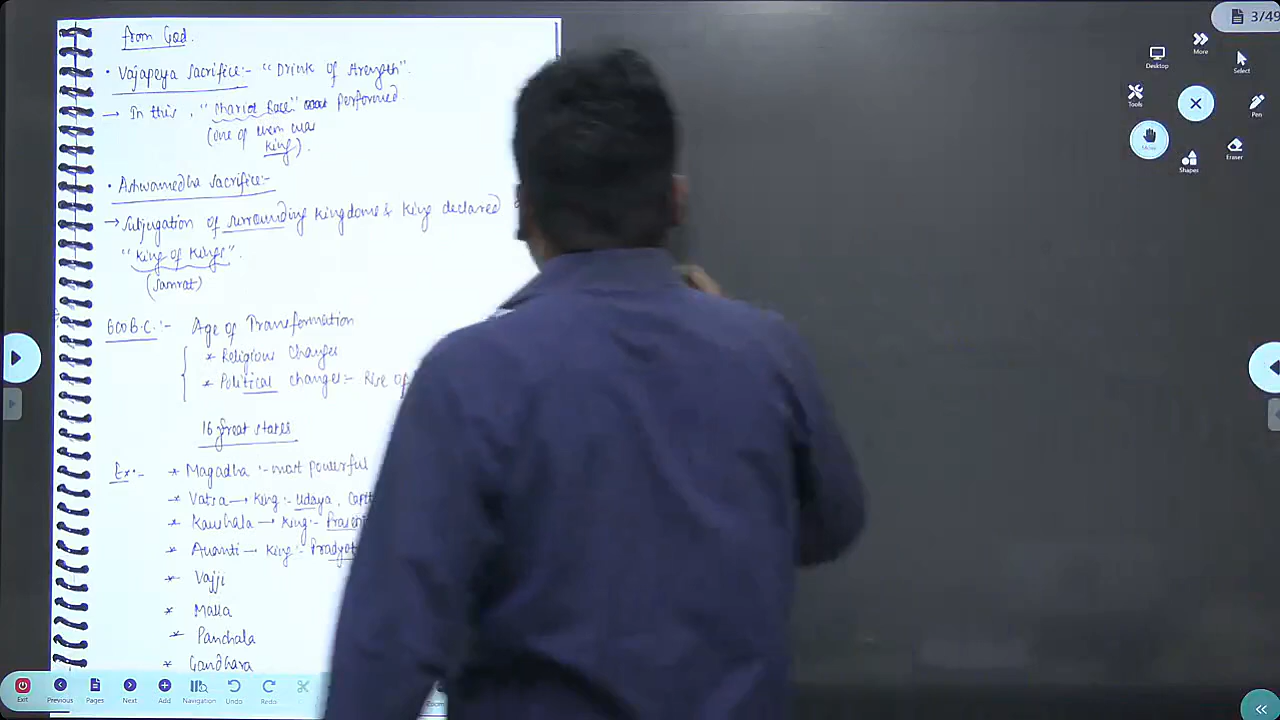 from God.
• Vajapeya sacrifice:- "Drink of strength".
→ In this, "Chariot Race" performed.
(one of them was
king).
• Ashwamedha sacrifice:-
→ Subjugation of surrounding kingdoms & King declared
"King of Kings".
(Samrat)
600 B.C.:- Age of Transformation
* Religious Changes
* Political changes:- Rise of
16 great states
Ex:- * Magadha :- most powerful
* Vatsa → King:- Udaya, Capt
* Kaushala → King:- Praseni
* Avanti → King:- Pradyot
* Vajji
* Malla
* Panchala
* Gandhara
3/49
More
Desktop
Select
Tools
Pen
Move
Eraser
Shapes
Exit
Previous
Pages
Next
Add
Navigation
Undo
Redo